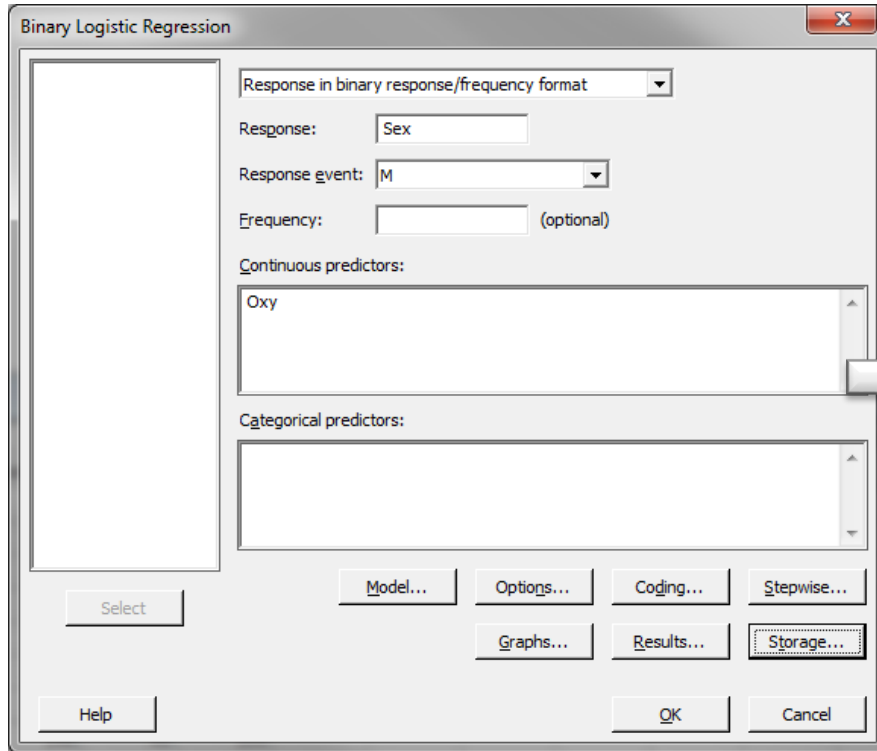 Binary Logistic Regression
Response in binary response/frequency format
Response: Sex
Response event: M
Frequency: (optional)
Continuous predictors:
Oxy
Categorical predictors:
Model... Options... Coding... Stepwise...
Select
Graphs... Results... Storage...
Help OK Cancel